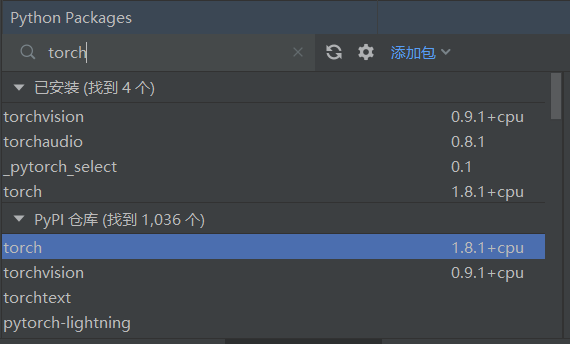 Python Packages
torch
添加包
已安装 (找到 4 个)
torchvision 0.9.1+cpu
torchaudio 0.8.1
_pytorch_select 0.1
torch 1.8.1+cpu
PyPI 仓库 (找到 1,036 个)
torch 1.8.1+cpu
torchvision 0.9.1+cpu
torchtext
pytorch-lightning